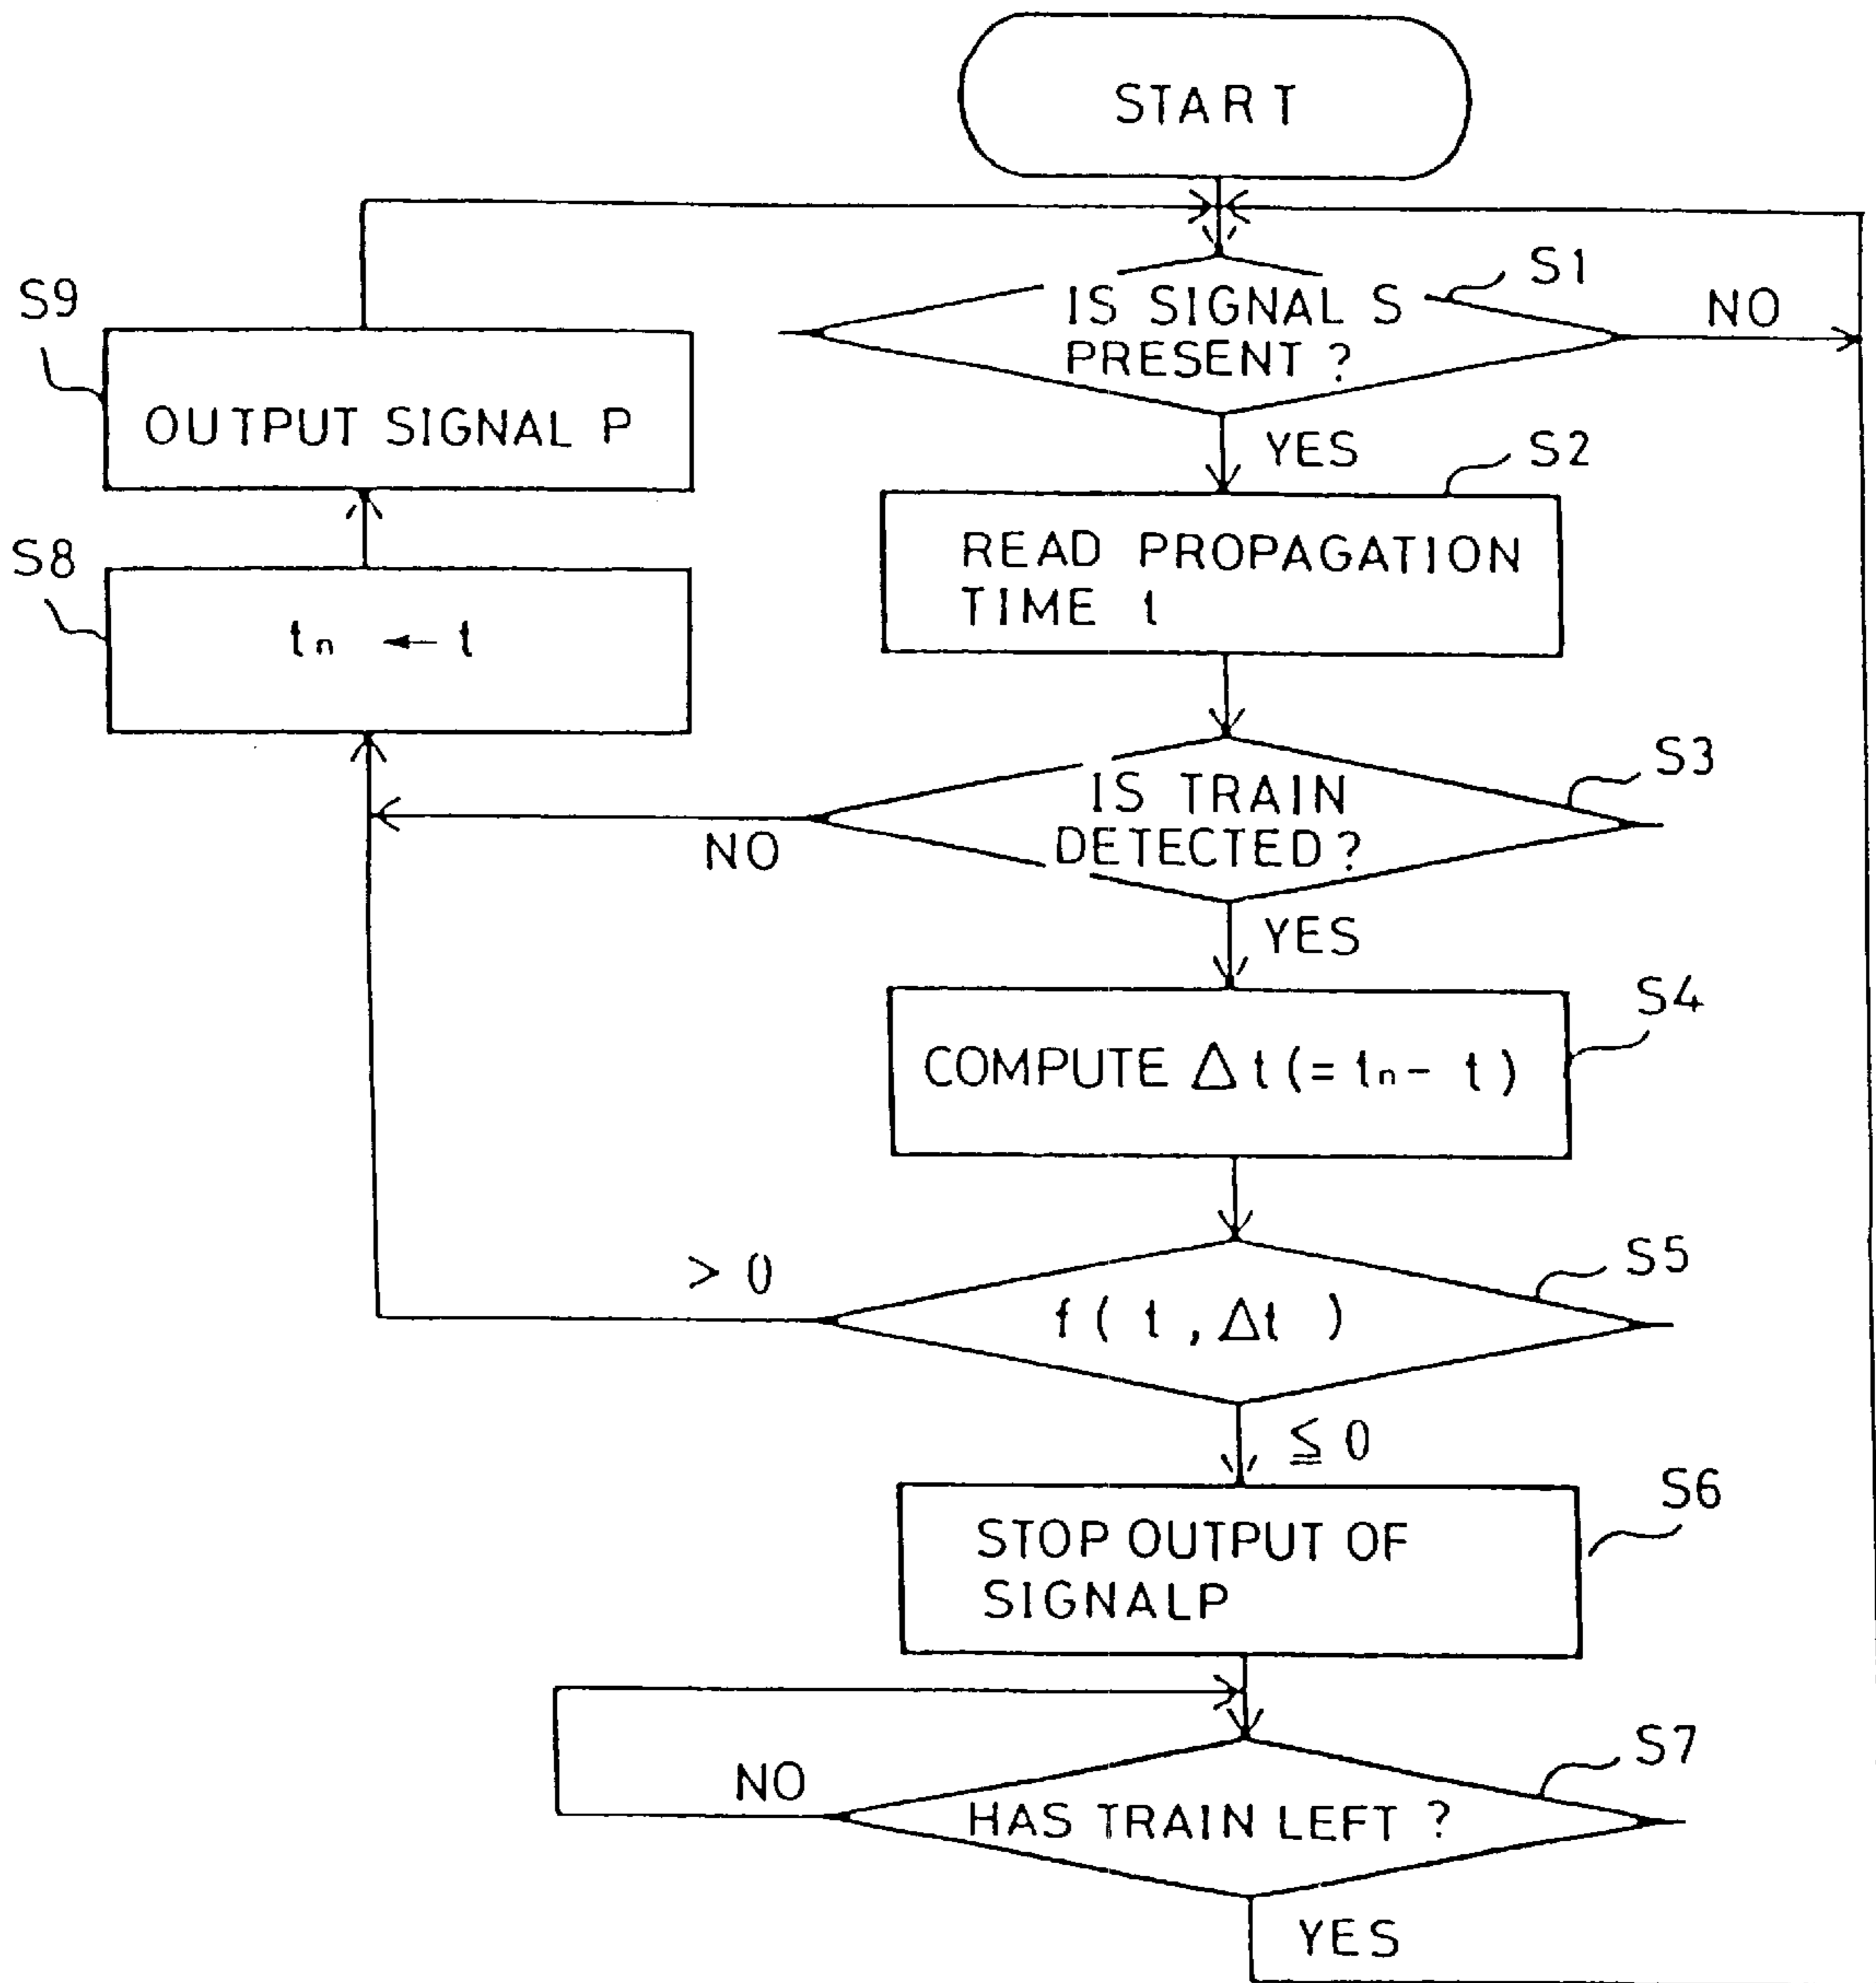 START
S1
IS SIGNAL S
PRESENT ?
NO
YES
S9
OUTPUT SIGNAL P
S2
READ PROPAGATION
TIME t
S8
tn ← t
S3
IS TRAIN
DETECTED ?
NO
YES
S4
COMPUTE Δt (= tn - t)
S5
> 0
f ( t , Δt )
≦ 0
S6
STOP OUTPUT OF
SIGNALP
S7
NO
HAS TRAIN LEFT ?
YES